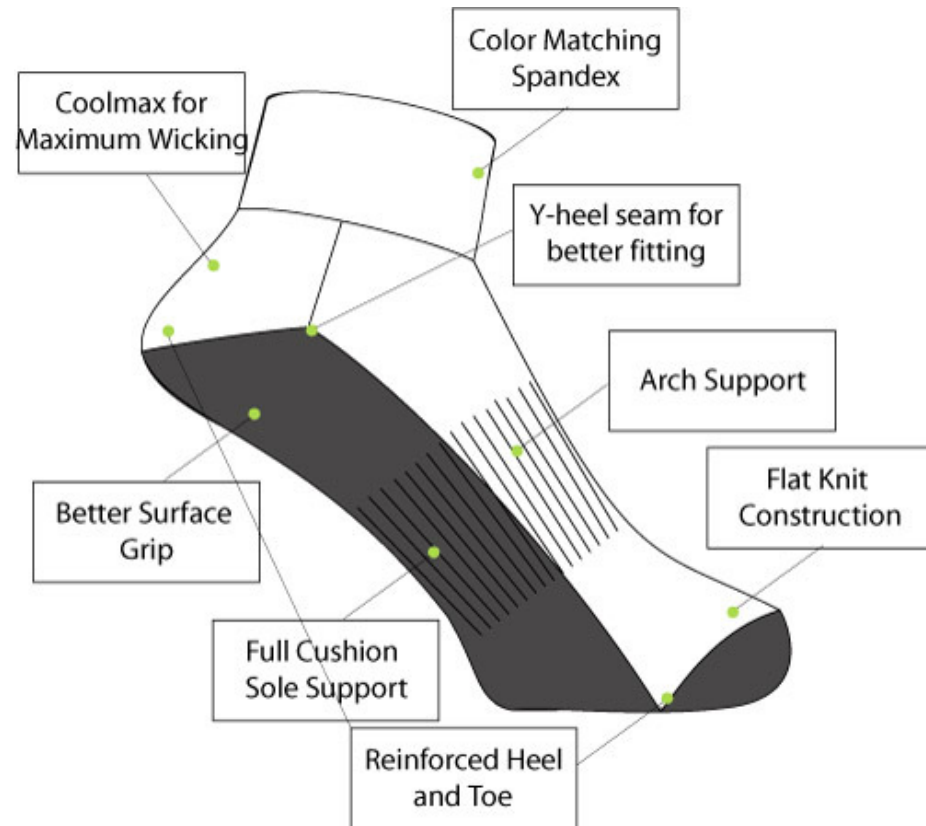 Color Matching
Spandex
Coolmax for
Maximum Wicking
Y-heel seam for
better fitting
Arch Support
Flat Knit
Construction
Better Surface
Grip
Full Cushion
Sole Support
Reinforced Heel
and Toe